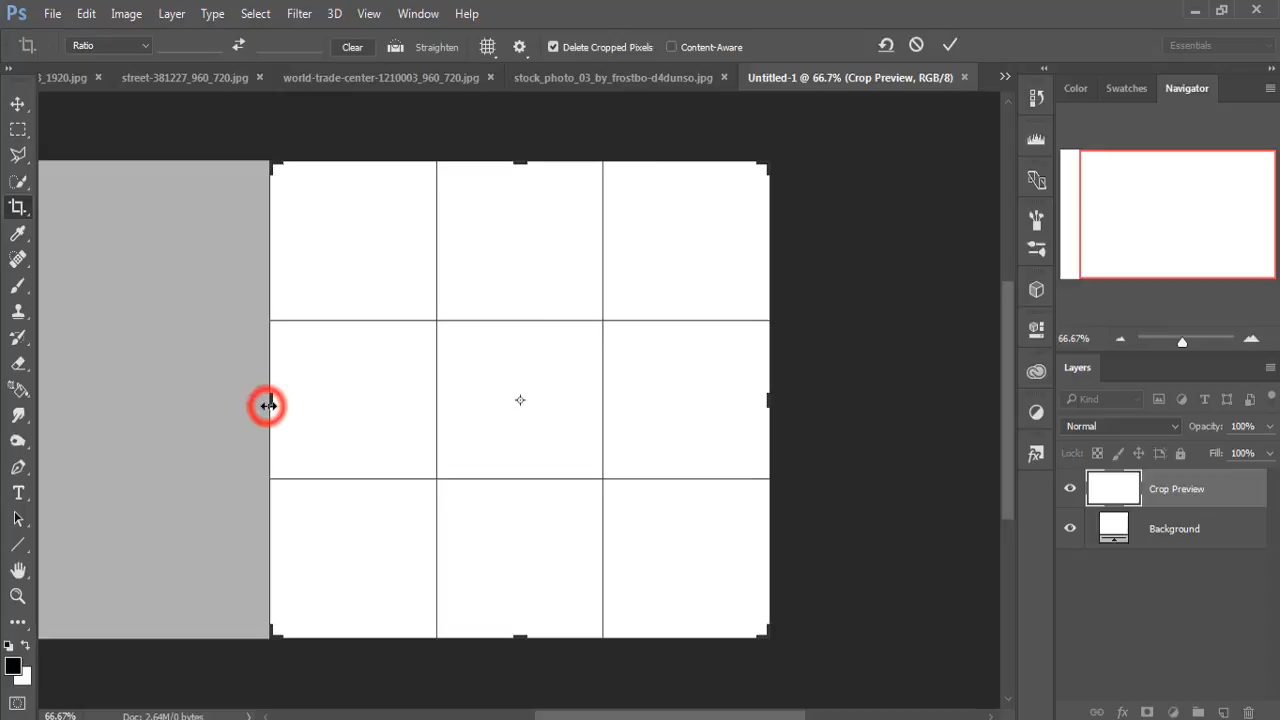 Ps File Edit Image Layer Type Select Filter 3D View Window Help
Ratio Clear Straighten Delete Cropped Pixels Content-Aware Essentials
3_1920.jpg × street-381227_960_720.jpg × world-trade-center-1210003_960_720.jpg × stock_photo_03_by_frostbo-d4dunso.jpg × Untitled-1 @ 66.7% (Crop Preview, RGB/8) ×
Color Swatches Navigator
66.67%
Layers
Kind
Normal Opacity: 100%
Lock: Fill: 100%
Crop Preview
Background
66.67% Doc: 2.64M/0 bytes